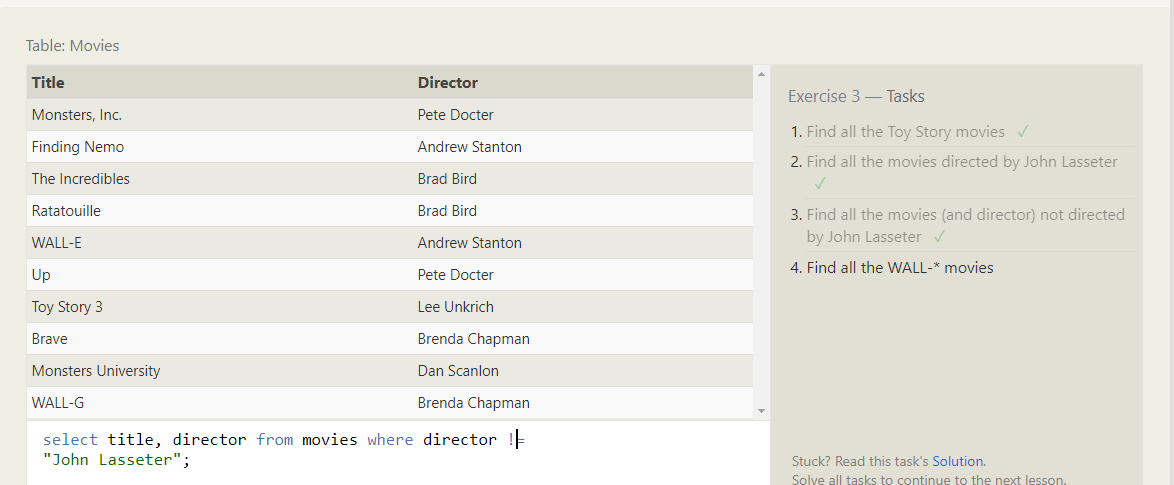 Table: Movies
Title Director
Monsters, Inc. Pete Docter
Finding Nemo Andrew Stanton
The Incredibles Brad Bird
Ratatouille Brad Bird
WALL-E Andrew Stanton
Up Pete Docter
Toy Story 3 Lee Unkrich
Brave Brenda Chapman
Monsters University Dan Scanlon
WALL-G Brenda Chapman
select title, director from movies where director !=
"John Lasseter";
Exercise 3 — Tasks
1. Find all the Toy Story movies ✓
2. Find all the movies directed by John Lasseter
✓
3. Find all the movies (and director) not directed
by John Lasseter ✓
4. Find all the WALL-* movies
Stuck? Read this task's Solution.
Solve all tasks to continue to the next lesson.